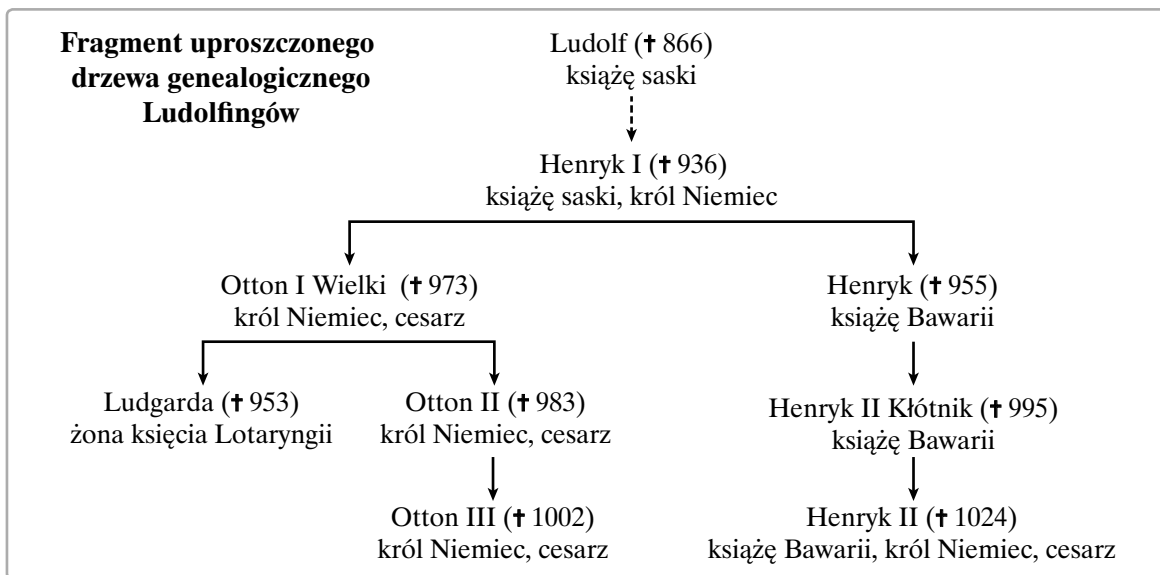 Fragment uproszczonego
drzewa genealogicznego
Ludolfingów
Ludolf (✝ 866)
książę saski
Henryk I (✝ 936)
książę saski, król Niemiec
Otton I Wielki (✝ 973)
król Niemiec, cesarz
Henryk (✝ 955)
książę Bawarii
Ludgarda (✝ 953)
żona księcia Lotaryngii
Otton II (✝ 983)
król Niemiec, cesarz
Henryk II Kłótnik (✝ 995)
książę Bawarii
Otton III (✝ 1002)
król Niemiec, cesarz
Henryk II (✝ 1024)
książę Bawarii, król Niemiec, cesarz